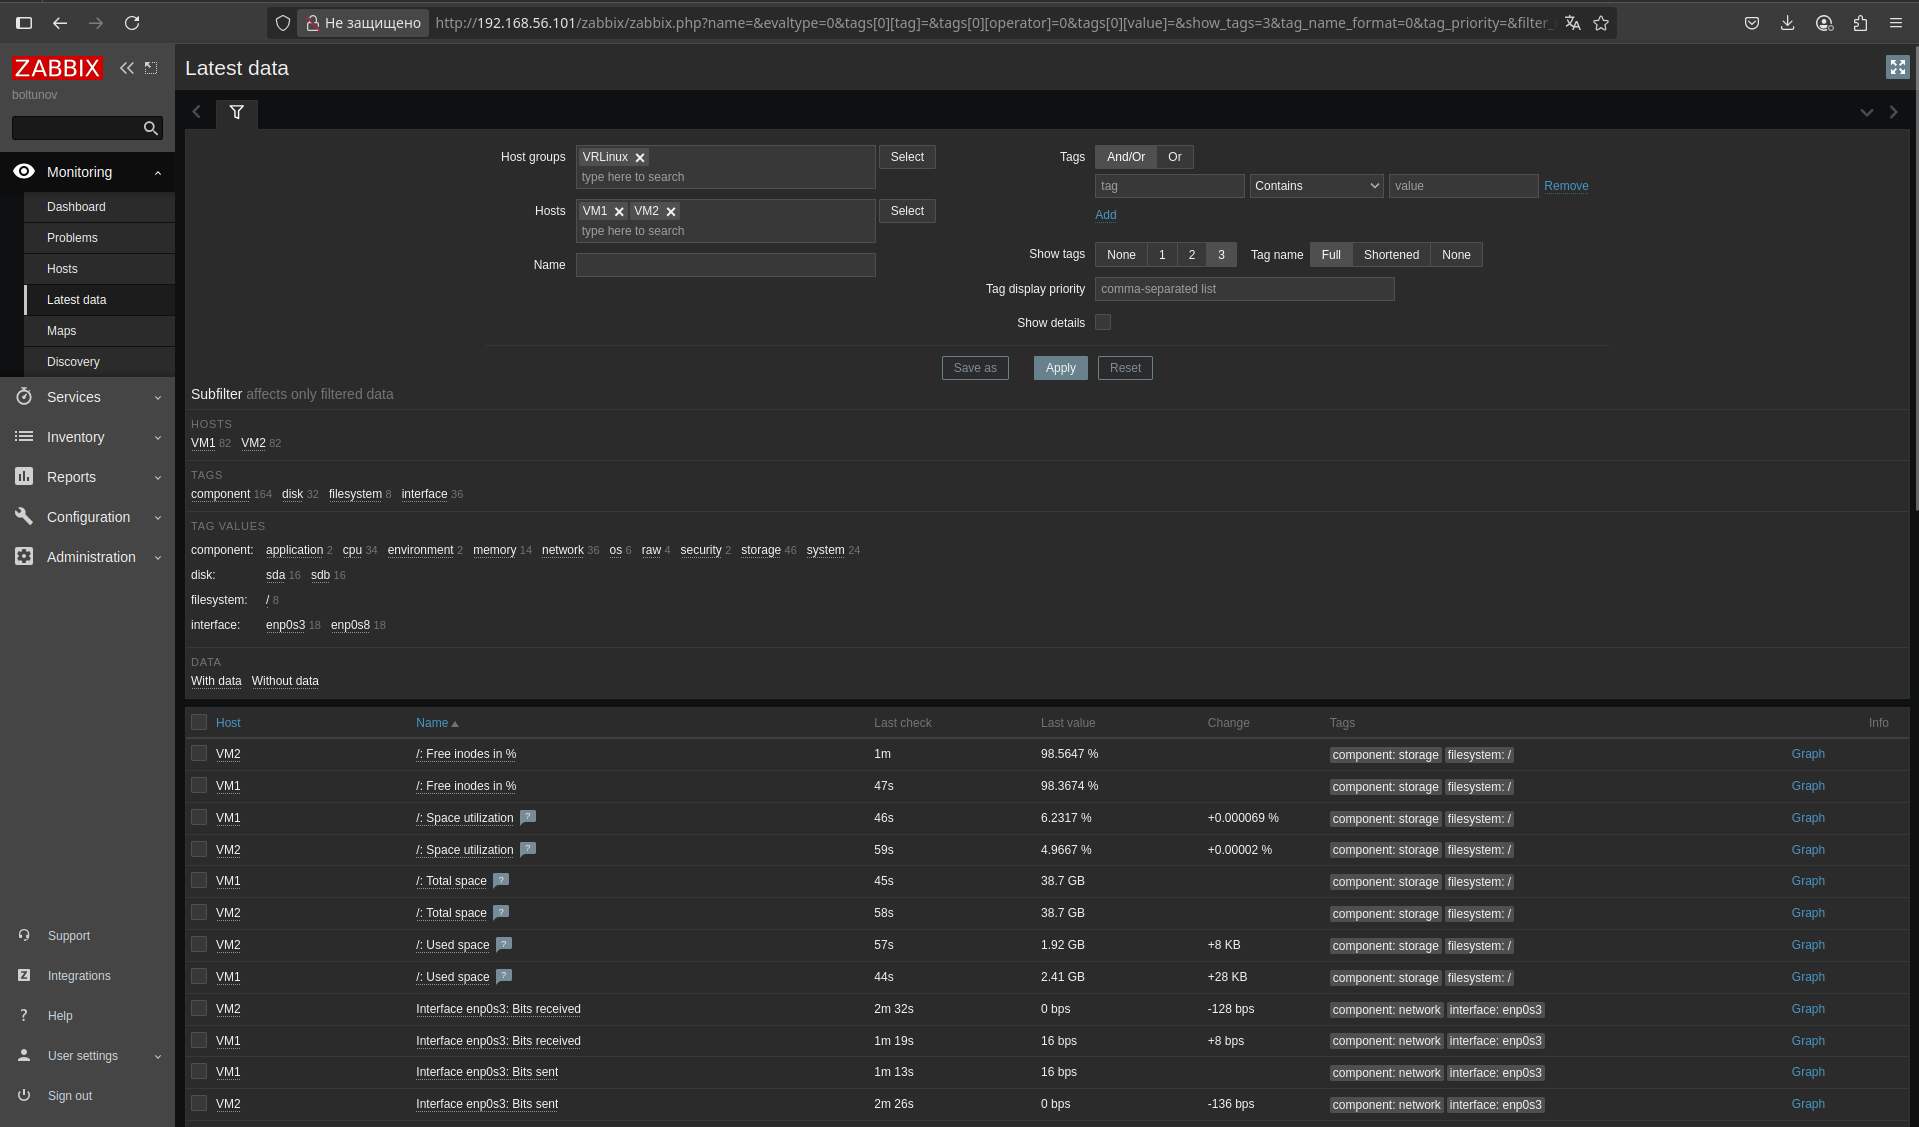 Не защищено http://192.168.56.101/zabbix/zabbix.php?name=&evaltype=0&tags[0][tag]=&tags[0][operator]=0&tags[0][value]=&show_tags=3&tag_name_format=0&tag_priority=&filter_
ZABBIX
boltunov
Monitoring
Dashboard
Problems
Hosts
Latest data
Maps
Discovery
Services
Inventory
Reports
Configuration
Administration
Support
Integrations
Help
User settings
Sign out
Latest data
Host groups VRLinux Select
type here to search
Hosts VM1 VM2 Select
type here to search
Name
Tags And/Or Or
tag Contains value Remove
Add
Show tags None 1 2 3 Tag name Full Shortened None
Tag display priority comma-separated list
Show details
Save as Apply Reset
Subfilter affects only filtered data
HOSTS
VM1 82 VM2 82
TAGS
component 164 disk 32 filesystem 8 interface 36
TAG VALUES
component: application 2 cpu 34 environment 2 memory 14 network 36 os 6 raw 4 security 2 storage 46 system 24
disk: sda 16 sdb 16
filesystem: / 8
interface: enp0s3 18 enp0s8 18
DATA
With data Without data
Host Name Last check Last value Change Tags Info
VM2 /: Free inodes in % 1m 98.5647 % component: storage filesystem: / Graph
VM1 /: Free inodes in % 47s 98.3674 % component: storage filesystem: / Graph
VM1 /: Space utilization ? 46s 6.2317 % +0.000069 % component: storage filesystem: / Graph
VM2 /: Space utilization ? 59s 4.9667 % +0.00002 % component: storage filesystem: / Graph
VM1 /: Total space ? 45s 38.7 GB component: storage filesystem: / Graph
VM2 /: Total space ? 58s 38.7 GB component: storage filesystem: / Graph
VM2 /: Used space ? 57s 1.92 GB +8 KB component: storage filesystem: / Graph
VM1 /: Used space ? 44s 2.41 GB +28 KB component: storage filesystem: / Graph
VM2 Interface enp0s3: Bits received 2m 32s 0 bps -128 bps component: network interface: enp0s3 Graph
VM1 Interface enp0s3: Bits received 1m 19s 16 bps +8 bps component: network interface: enp0s3 Graph
VM1 Interface enp0s3: Bits sent 1m 13s 16 bps component: network interface: enp0s3 Graph
VM2 Interface enp0s3: Bits sent 2m 26s 0 bps -136 bps component: network interface: enp0s3 Graph